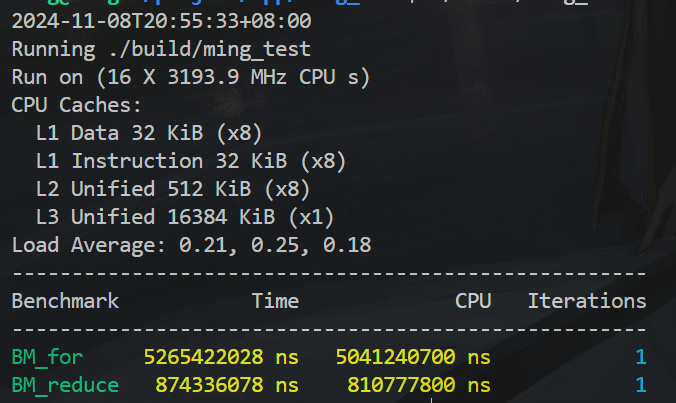 2024-11-08T20:55:33+08:00
Running ./build/ming_test
Run on (16 X 3193.9 MHz CPU s)
CPU Caches:
  L1 Data 32 KiB (x8)
  L1 Instruction 32 KiB (x8)
  L2 Unified 512 KiB (x8)
  L3 Unified 16384 KiB (x1)
Load Average: 0.21, 0.25, 0.18
-----------------------------------------------------
Benchmark           Time             CPU   Iterations
-----------------------------------------------------
BM_for     5265422028 ns   5041240700 ns            1
BM_reduce   874336078 ns    810777800 ns            1